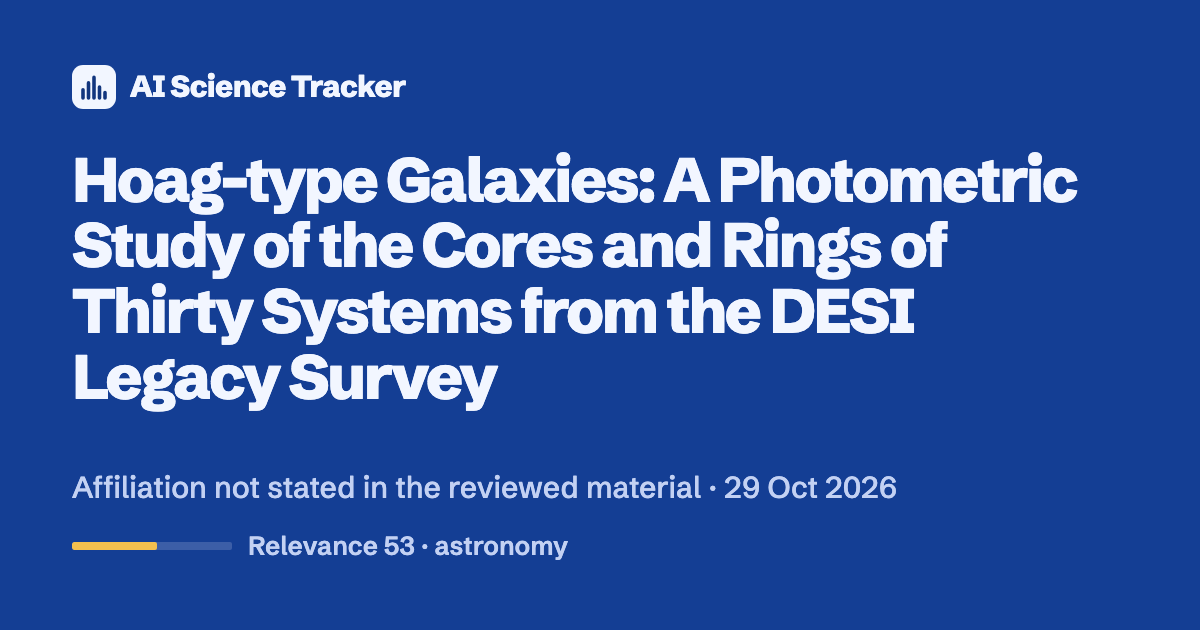 AI Science Tracker
Hoag-type Galaxies: A Photometric
Study of the Cores and Rings of
Thirty Systems from the DESI
Legacy Survey
Affiliation not stated in the reviewed material · 29 Oct 2026
Relevance 53 · astronomy